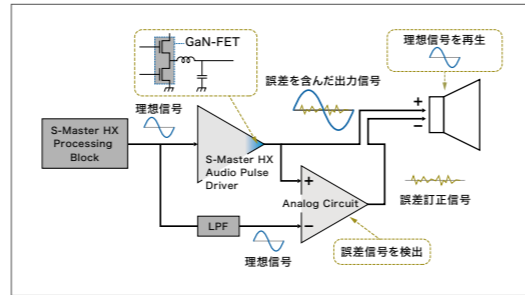 GaN-FET
理想信号を再生
誤差を含んだ出力信号
理想信号
+
−
S-Master HX
Processing
Block
S-Master HX
Audio Pulse
Driver
+
Analog Circuit
−
誤差訂正信号
LPF
理想信号
誤差信号を検出